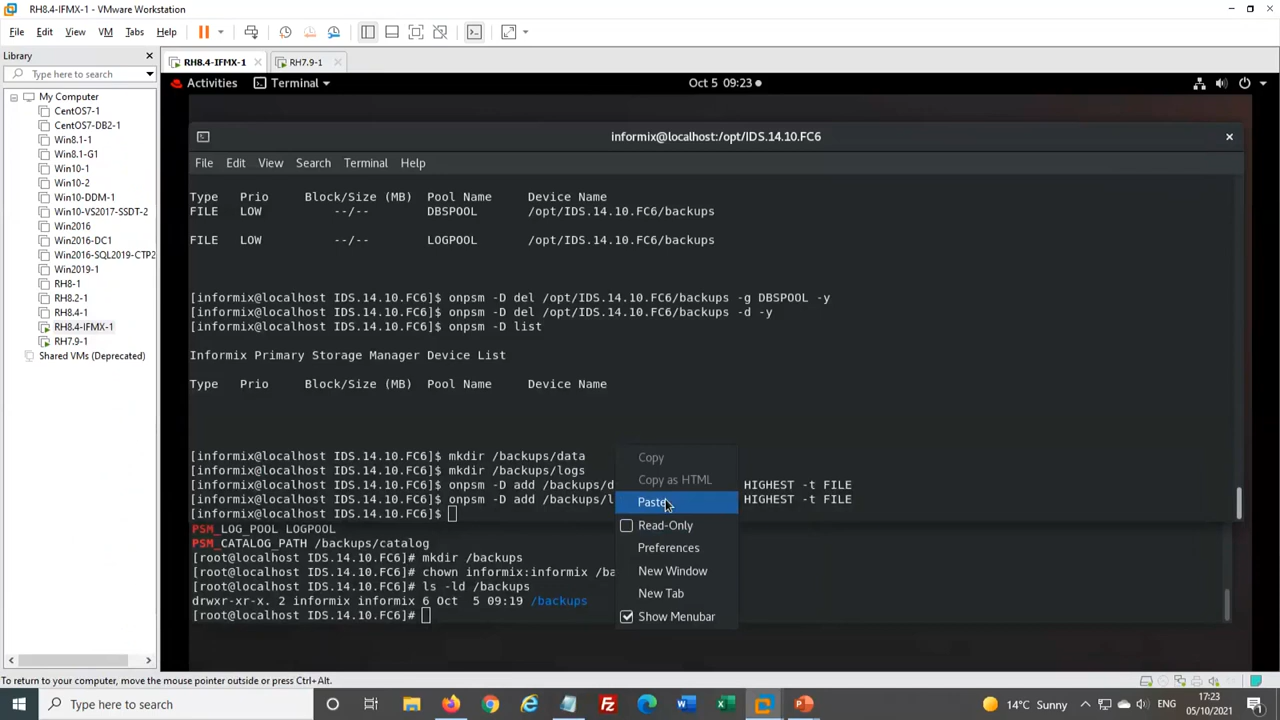 RH8.4-IFMX-1 - VMware Workstation
File Edit View VM Tabs Help
Library
Type here to search
My Computer
CentOS7-1
CentOS7-DB2-1
Win8.1-1
Win8.1-G1
Win10-1
Win10-2
Win10-DDM-1
Win10-VS2017-SSDT-2
Win2016
Win2016-DC1
Win2016-SQL2019-CTP2
Win2019-1
RH8-1
RH8.2-1
RH8.4-1
RH8.4-IFMX-1
RH7.9-1
Shared VMs (Deprecated)
RH8.4-IFMX-1 RH7.9-1
Activities Terminal Oct 5 09:23
informix@localhost:/opt/IDS.14.10.FC6
File Edit View Search Terminal Help
Type Prio Block/Size (MB) Pool Name Device Name
FILE LOW --/-- DBSPOOL /opt/IDS.14.10.FC6/backups
FILE LOW --/-- LOGPOOL /opt/IDS.14.10.FC6/backups
[informix@localhost IDS.14.10.FC6]$ onpsm -D del /opt/IDS.14.10.FC6/backups -g DBSPOOL -y
[informix@localhost IDS.14.10.FC6]$ onpsm -D del /opt/IDS.14.10.FC6/backups -d -y
[informix@localhost IDS.14.10.FC6]$ onpsm -D list
Informix Primary Storage Manager Device List
Type Prio Block/Size (MB) Pool Name Device Name
[informix@localhost IDS.14.10.FC6]$ mkdir /backups/data
[informix@localhost IDS.14.10.FC6]$ mkdir /backups/logs
[informix@localhost IDS.14.10.FC6]$ onpsm -D add /backups/d HIGHEST -t FILE
[informix@localhost IDS.14.10.FC6]$ onpsm -D add /backups/l HIGHEST -t FILE
[informix@localhost IDS.14.10.FC6]$
Copy
Copy as HTML
Paste
Read-Only
Preferences
New Window
New Tab
Show Menubar
PSM_LOG_POOL LOGPOOL
PSM_CATALOG_PATH /backups/catalog
[root@localhost IDS.14.10.FC6]# mkdir /backups
[root@localhost IDS.14.10.FC6]# chown informix:informix /ba
[root@localhost IDS.14.10.FC6]# ls -ld /backups
drwxr-xr-x. 2 informix informix 6 Oct 5 09:19 /backups
[root@localhost IDS.14.10.FC6]#
To return to your computer, move the mouse pointer outside or press Ctrl+Alt.
Type here to search
14°C Sunny
ENG
17:23
05/10/2021